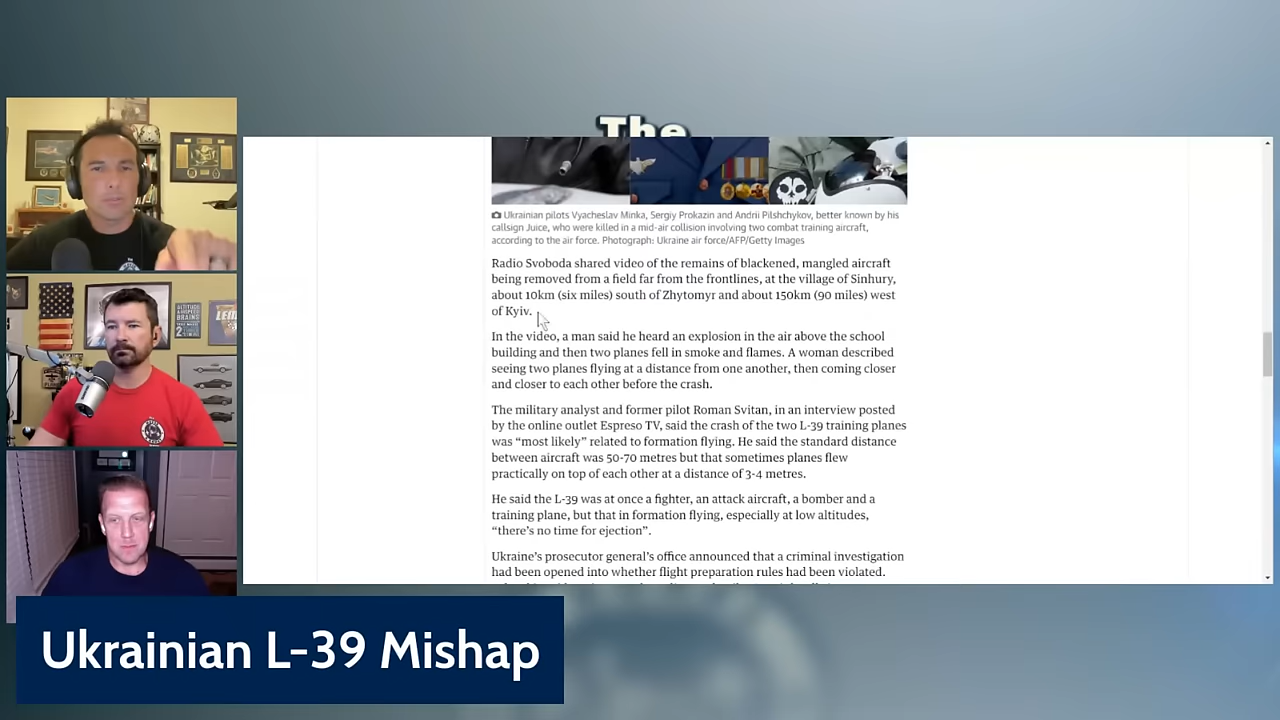 The
Ukrainian pilots Vyacheslav Minka, Sergiy Prokazin and Andrii Pilshchykov, better known by his
callsign Juice, who were killed in a mid-air collision involving two combat training aircraft,
according to the air force. Photograph: Ukraine air force/AFP/Getty Images
Radio Svoboda shared video of the remains of blackened, mangled aircraft
being removed from a field far from the frontlines, at the village of Sinhury,
about 10km (six miles) south of Zhytomyr and about 150km (90 miles) west
of Kyiv.
In the video, a man said he heard an explosion in the air above the school
building and then two planes fell in smoke and flames. A woman described
seeing two planes flying at a distance from one another, then coming closer
and closer to each other before the crash.
The military analyst and former pilot Roman Svitan, in an interview posted
by the online outlet Espreso TV, said the crash of the two L-39 training planes
was “most likely” related to formation flying. He said the standard distance
between aircraft was 50-70 metres but that sometimes planes flew
practically on top of each other at a distance of 3-4 metres.
He said the L-39 was at once a fighter, an attack aircraft, a bomber and a
training plane, but that in formation flying, especially at low altitudes,
“there’s no time for ejection”.
Ukraine’s prosecutor general’s office announced that a criminal investigation
had been opened into whether flight preparation rules had been violated.
Ukrainian L-39 Mishap